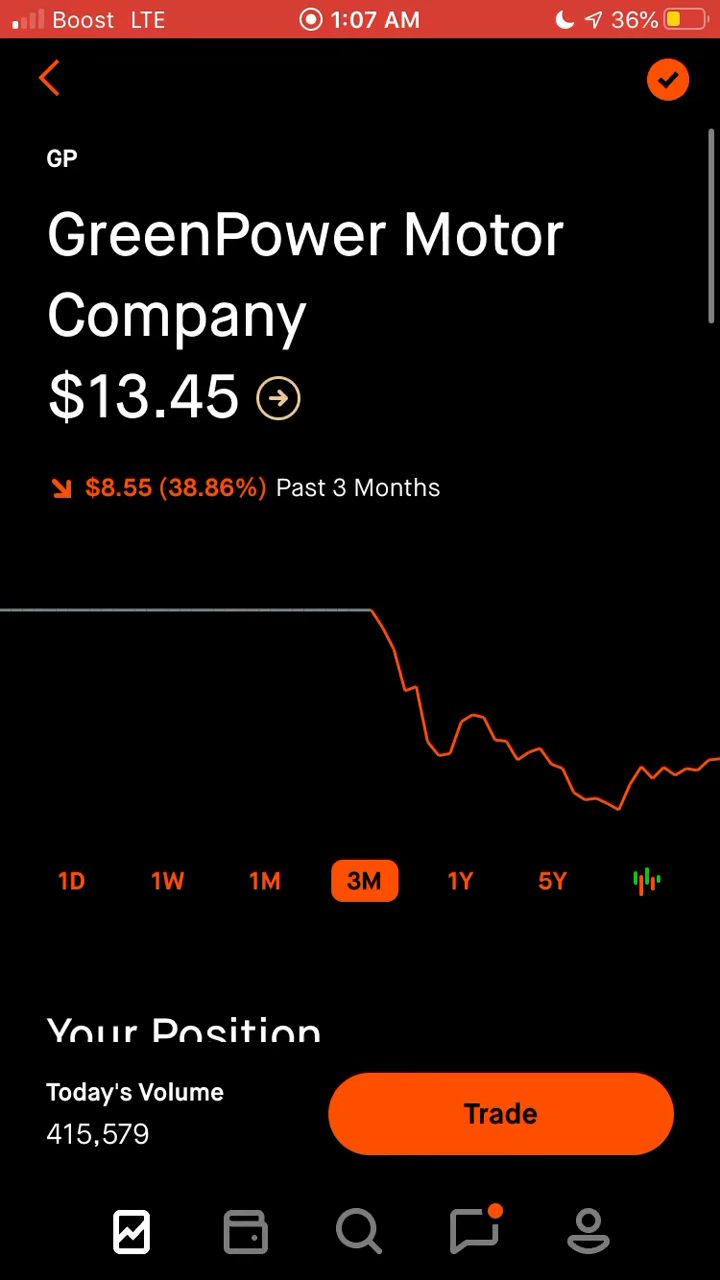 Boost LTE 1:07 AM 36%
GP
GreenPower Motor
Company
$13.45
$8.55 (38.86%) Past 3 Months
1D 1W 1M 3M 1Y 5Y
Your Position
Today's Volume
415,579
Trade